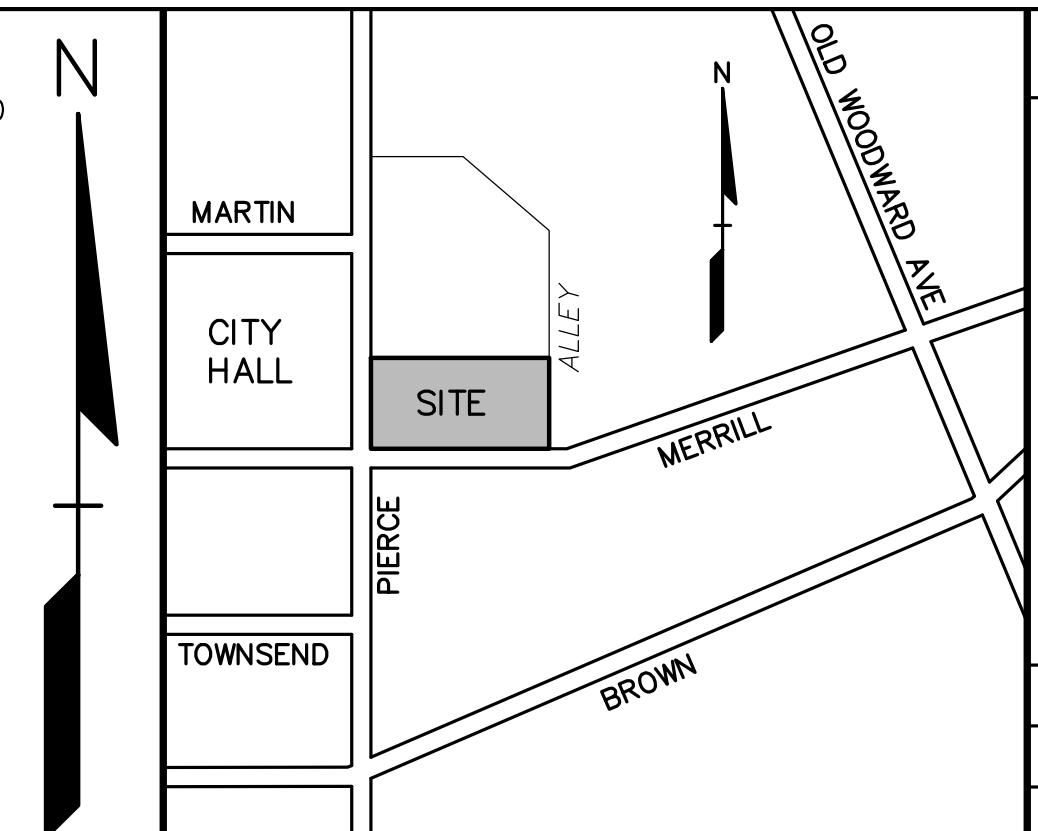 N
)
N
OLD WOODWARD AVE
MARTIN
ALLEY
CITY
HALL
SITE
MERRILL
PIERCE
TOWNSEND
BROWN